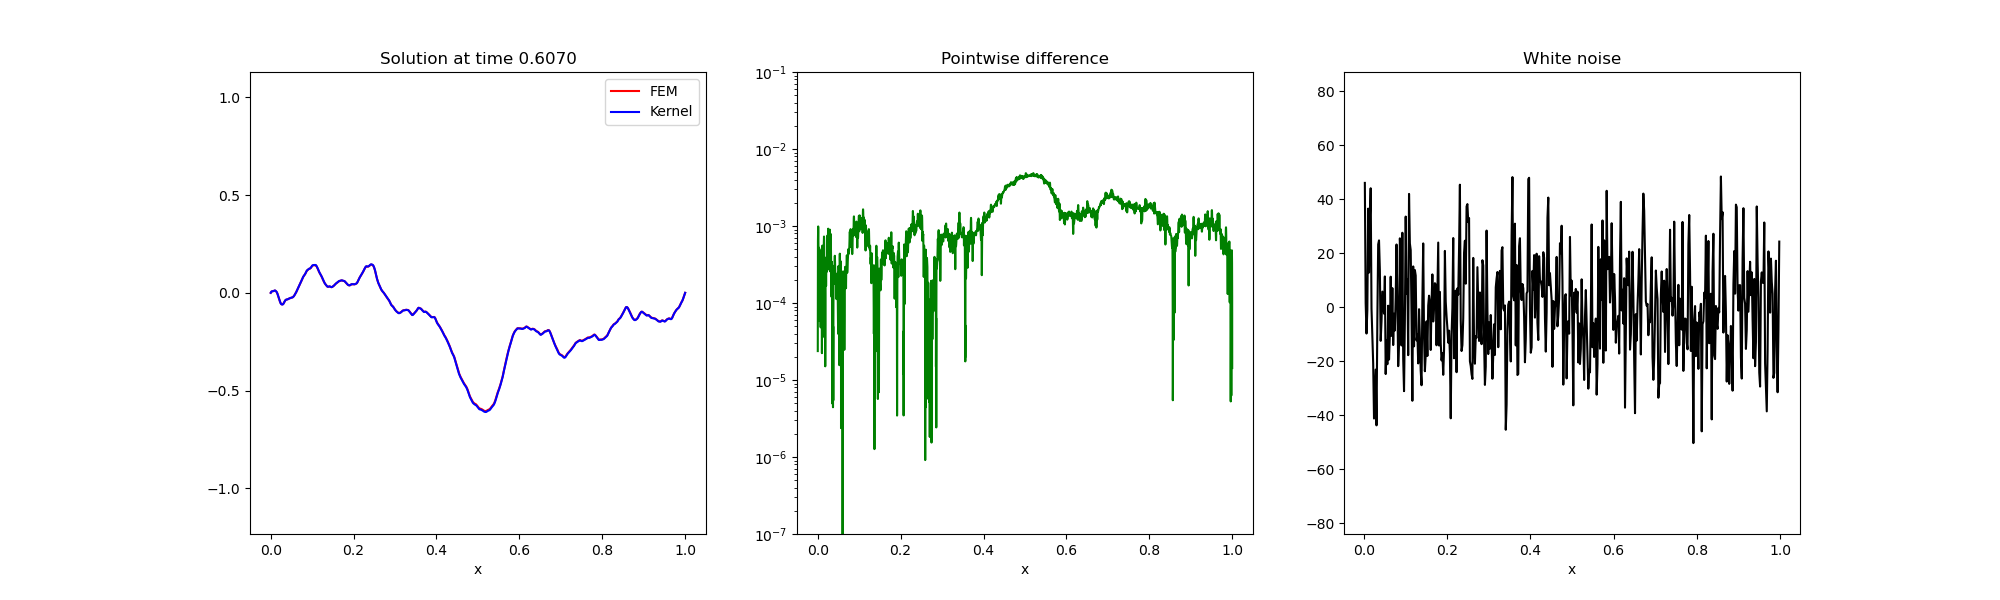 Solution at time 0.6070
FEM
Kernel
1.0
0.5
0.0
−0.5
−1.0
0.0 0.2 0.4 0.6 0.8 1.0
x
Pointwise difference
10⁻¹
10⁻²
10⁻³
10⁻⁴
10⁻⁵
10⁻⁶
10⁻⁷
0.0 0.2 0.4 0.6 0.8 1.0
x
White noise
80
60
40
20
0
−20
−40
−60
−80
0.0 0.2 0.4 0.6 0.8 1.0
x